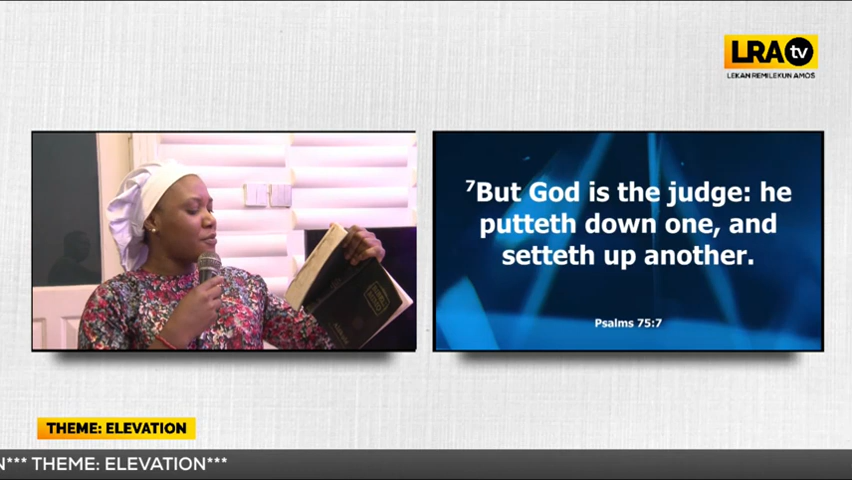 LRA tv
LEKAN REMILEKUN AMOS
7But God is the judge: he
putteth down one, and
setteth up another.
Psalms 75:7
THEME: ELEVATION
N*** THEME: ELEVATION***